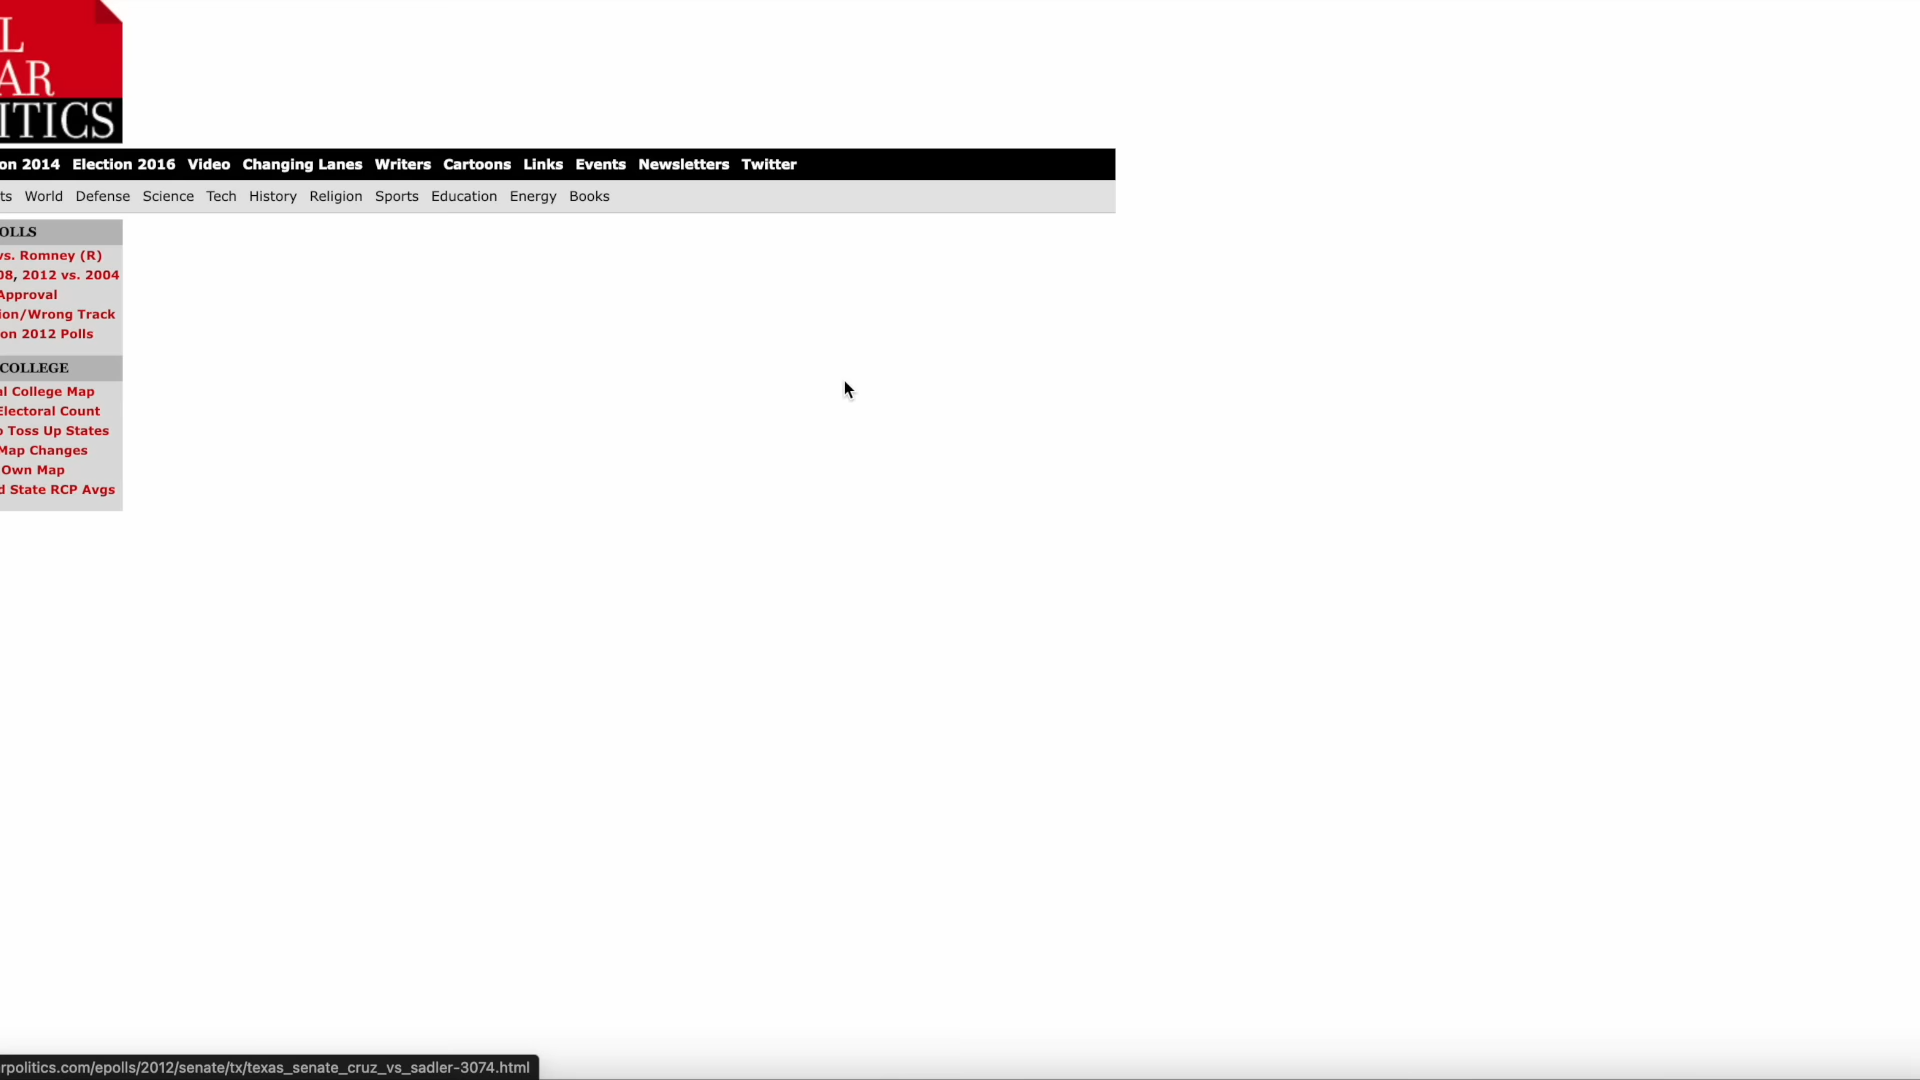 L
AR
ITICS
on 2014 Election 2016 Video Changing Lanes Writers Cartoons Links Events Newsletters Twitter
ts World Defense Science Tech History Religion Sports Education Energy Books
OLLS
vs. Romney (R)
08, 2012 vs. 2004
Approval
ion/Wrong Track
on 2012 Polls
COLLEGE
al College Map
Electoral Count
o Toss Up States
Map Changes
Own Map
d State RCP Avgs
rpolitics.com/epolls/2012/senate/tx/texas_senate_cruz_vs_sadler-3074.html